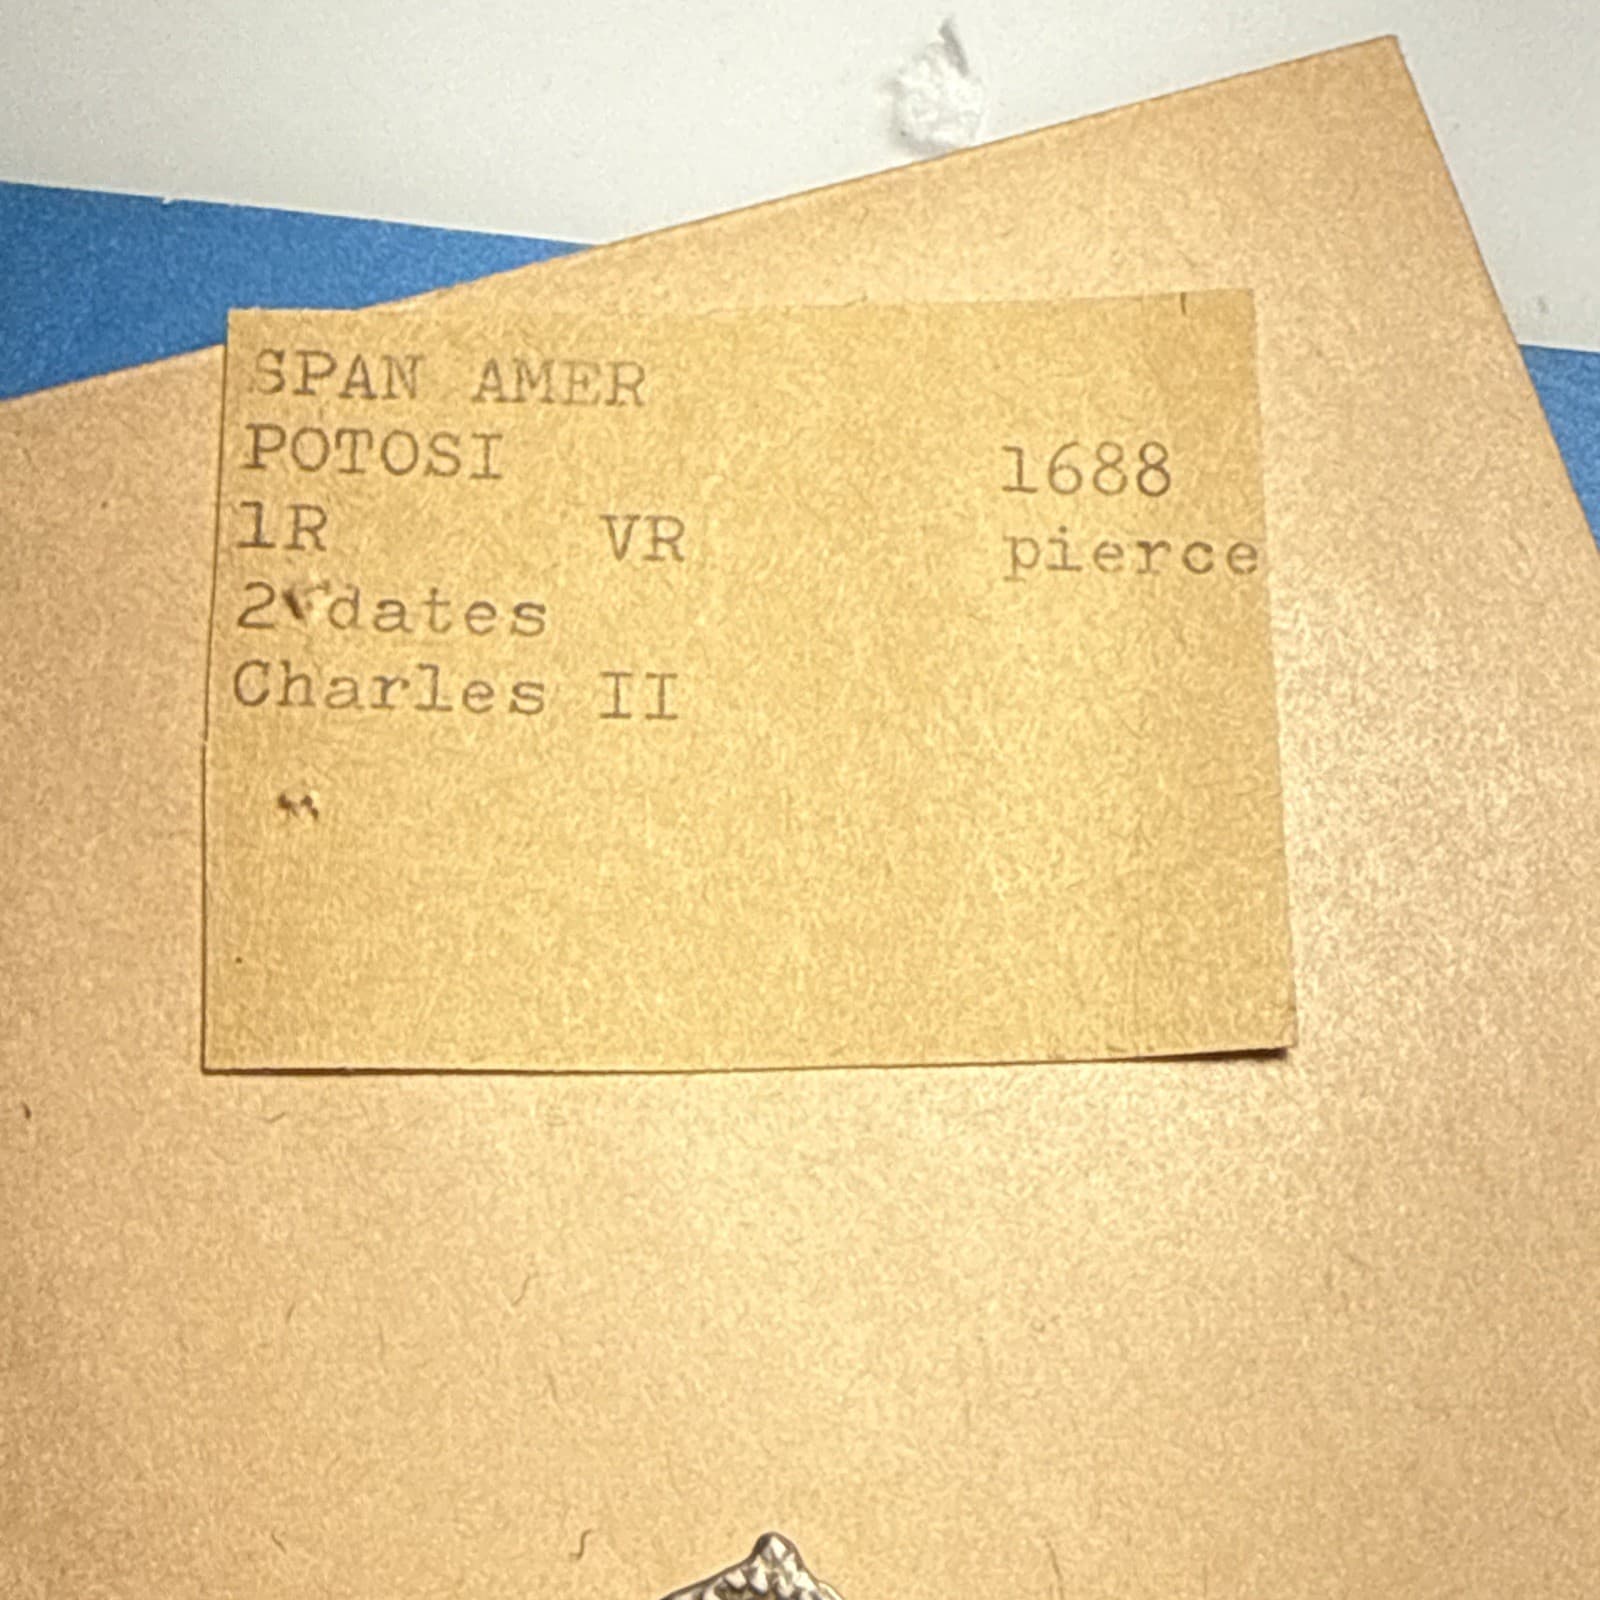 SPAN AMER
POTOSI 1688
1R VR pierce
2 dates
Charles II